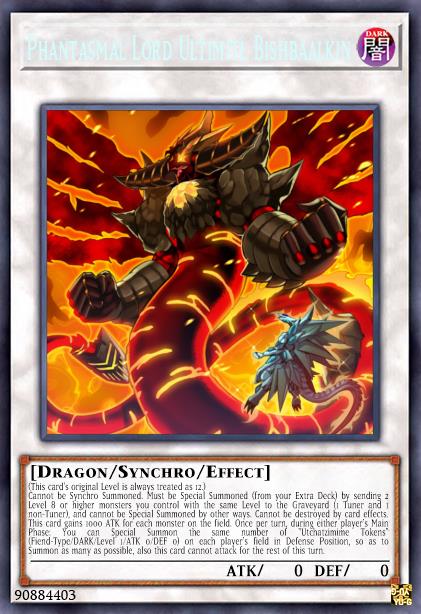 Phantasmal Lord Ultimitl Bishbaalkin
DARK
闇
[Dragon/Synchro/Effect]
(This card's original Level is always treated as 12.)
Cannot be Synchro Summoned. Must be Special Summoned (from your Extra Deck) by sending 2
Level 8 or higher monsters you control with the same Level to the Graveyard (1 Tuner and 1
non-Tuner), and cannot be Special Summoned by other ways. Cannot be destroyed by card effects.
This card gains 1000 ATK for each monster on the field. Once per turn, during either player's Main
Phase: You can Special Summon the same number of "Utchatzimime Tokens"
(Fiend-Type/DARK/Level 1/ATK 0/DEF 0) on each player's field in Defense Position, so as to
Summon as many as possible, also this card cannot attack for the rest of this turn.
ATK/ 0 DEF/ 0
90884403